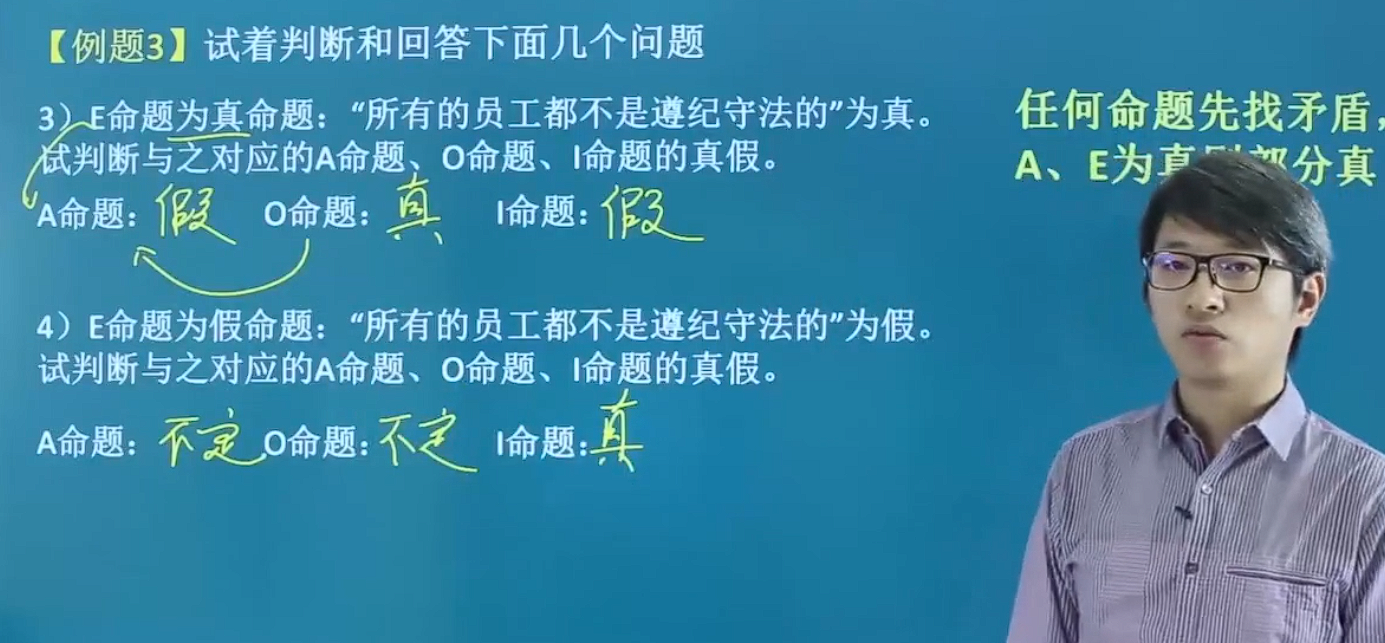 【例题3】试着判断和回答下面几个问题
3）E命题为真命题：“所有的员工都不是遵纪守法的”为真。
试判断与之对应的A命题、O命题、I命题的真假。
A命题：假 O命题：真 I命题：假
4）E命题为假命题：“所有的员工都不是遵纪守法的”为假。
试判断与之对应的A命题、O命题、I命题的真假。
A命题：不定 O命题：不定 I命题：真
任何命题先找矛盾，
A、E为真则部分真